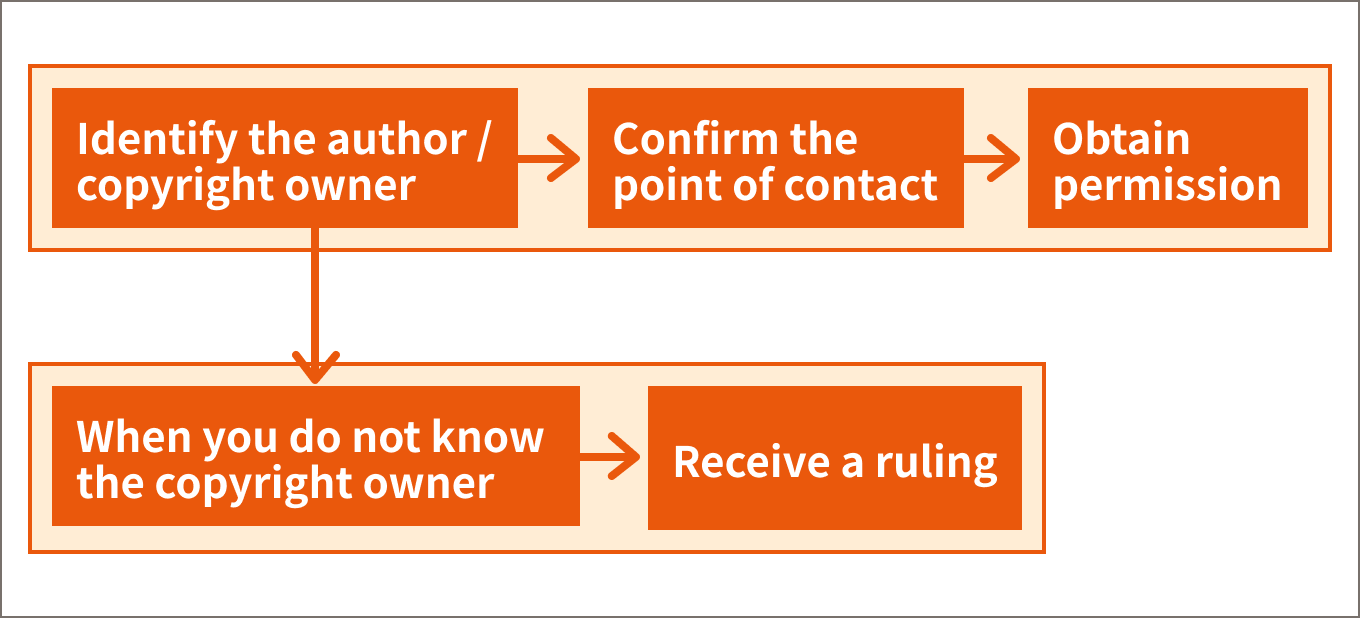 Identify the author /
copyright owner
Confirm the
point of contact
Obtain
permission
When you do not know
the copyright owner
Receive a ruling